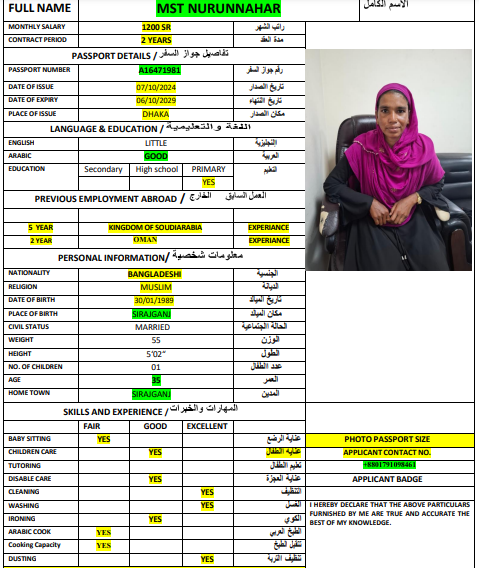 FULL NAME MST NURUNNAHAR الاسم الكامل
MONTHLY SALARY 1200 SR راتب الشهر
CONTRACT PERIOD 2 YEARS مدة العقد
PASSPORT DETAILS / تفاصيل جواز السفر
PASSPORT NUMBER A16471981 رقم جواز السفر
DATE OF ISSUE 07/10/2024 تاريخ الصدار
DATE OF EXPIRY 06/10/2029 تاريخ النتهاء
PLACE OF ISSUE DHAKA مكان الصدار
LANGUAGE & EDUCATION / اللغة والتعليمية
ENGLISH LITTLE النجليزية
ARABIC GOOD العربية
EDUCATION Secondary High school PRIMARY التعليم
YES
PREVIOUS EMPLOYMENT ABROAD / العمل السابق الخارج
5 YEAR KINGDOM OF SOUDIARABIA EXPERIANCE
2 YEAR OMAN EXPERIANCE
PERSONAL INFORMATION/ معلومات شخصية
NATIONALITY BANGLADESHI الجنسية
RELIGION MUSLIM الديانة
DATE OF BIRTH 30/01/1989 تاريخ الميلاد
PLACE OF BIRTH SIRAJGANJ مكان الميلاد
CIVIL STATUS MARRIED الحالة الجتماعية
WEIGHT 55 الوزن
HEIGHT 5'02" الطول
NO. OF CHILDREN 01 عدد الطفال
AGE 35 العمر
HOME TOWN SIRAJGANJ المدين
SKILLS AND EXPERIENCE / المهارات والخبرات
FAIR GOOD EXCELLENT
BABY SITTING YES عناية الرضع
CHILDREN CARE YES عناية الطفال
TUTORING تعليم الطفال
DISABLE CARE YES عناية العجزة
CLEANING YES التنظيف
WASHING YES الغسل
IRONING YES الكوي
ARABIC COOK YES الطبخ العربي
Cooking Capacity YES تنفيل الطبخ
DUSTING YES تنظيف التربة
PHOTO PASSPORT SIZE
APPLICANT CONTACT NO.
+8801791098461
APPLICANT BADGE
I HEREBY DECLARE THAT THE ABOVE PARTICULARS
FURNISHED BY ME ARE TRUE AND ACCURATE THE
BEST OF MY KNOWLEDGE.